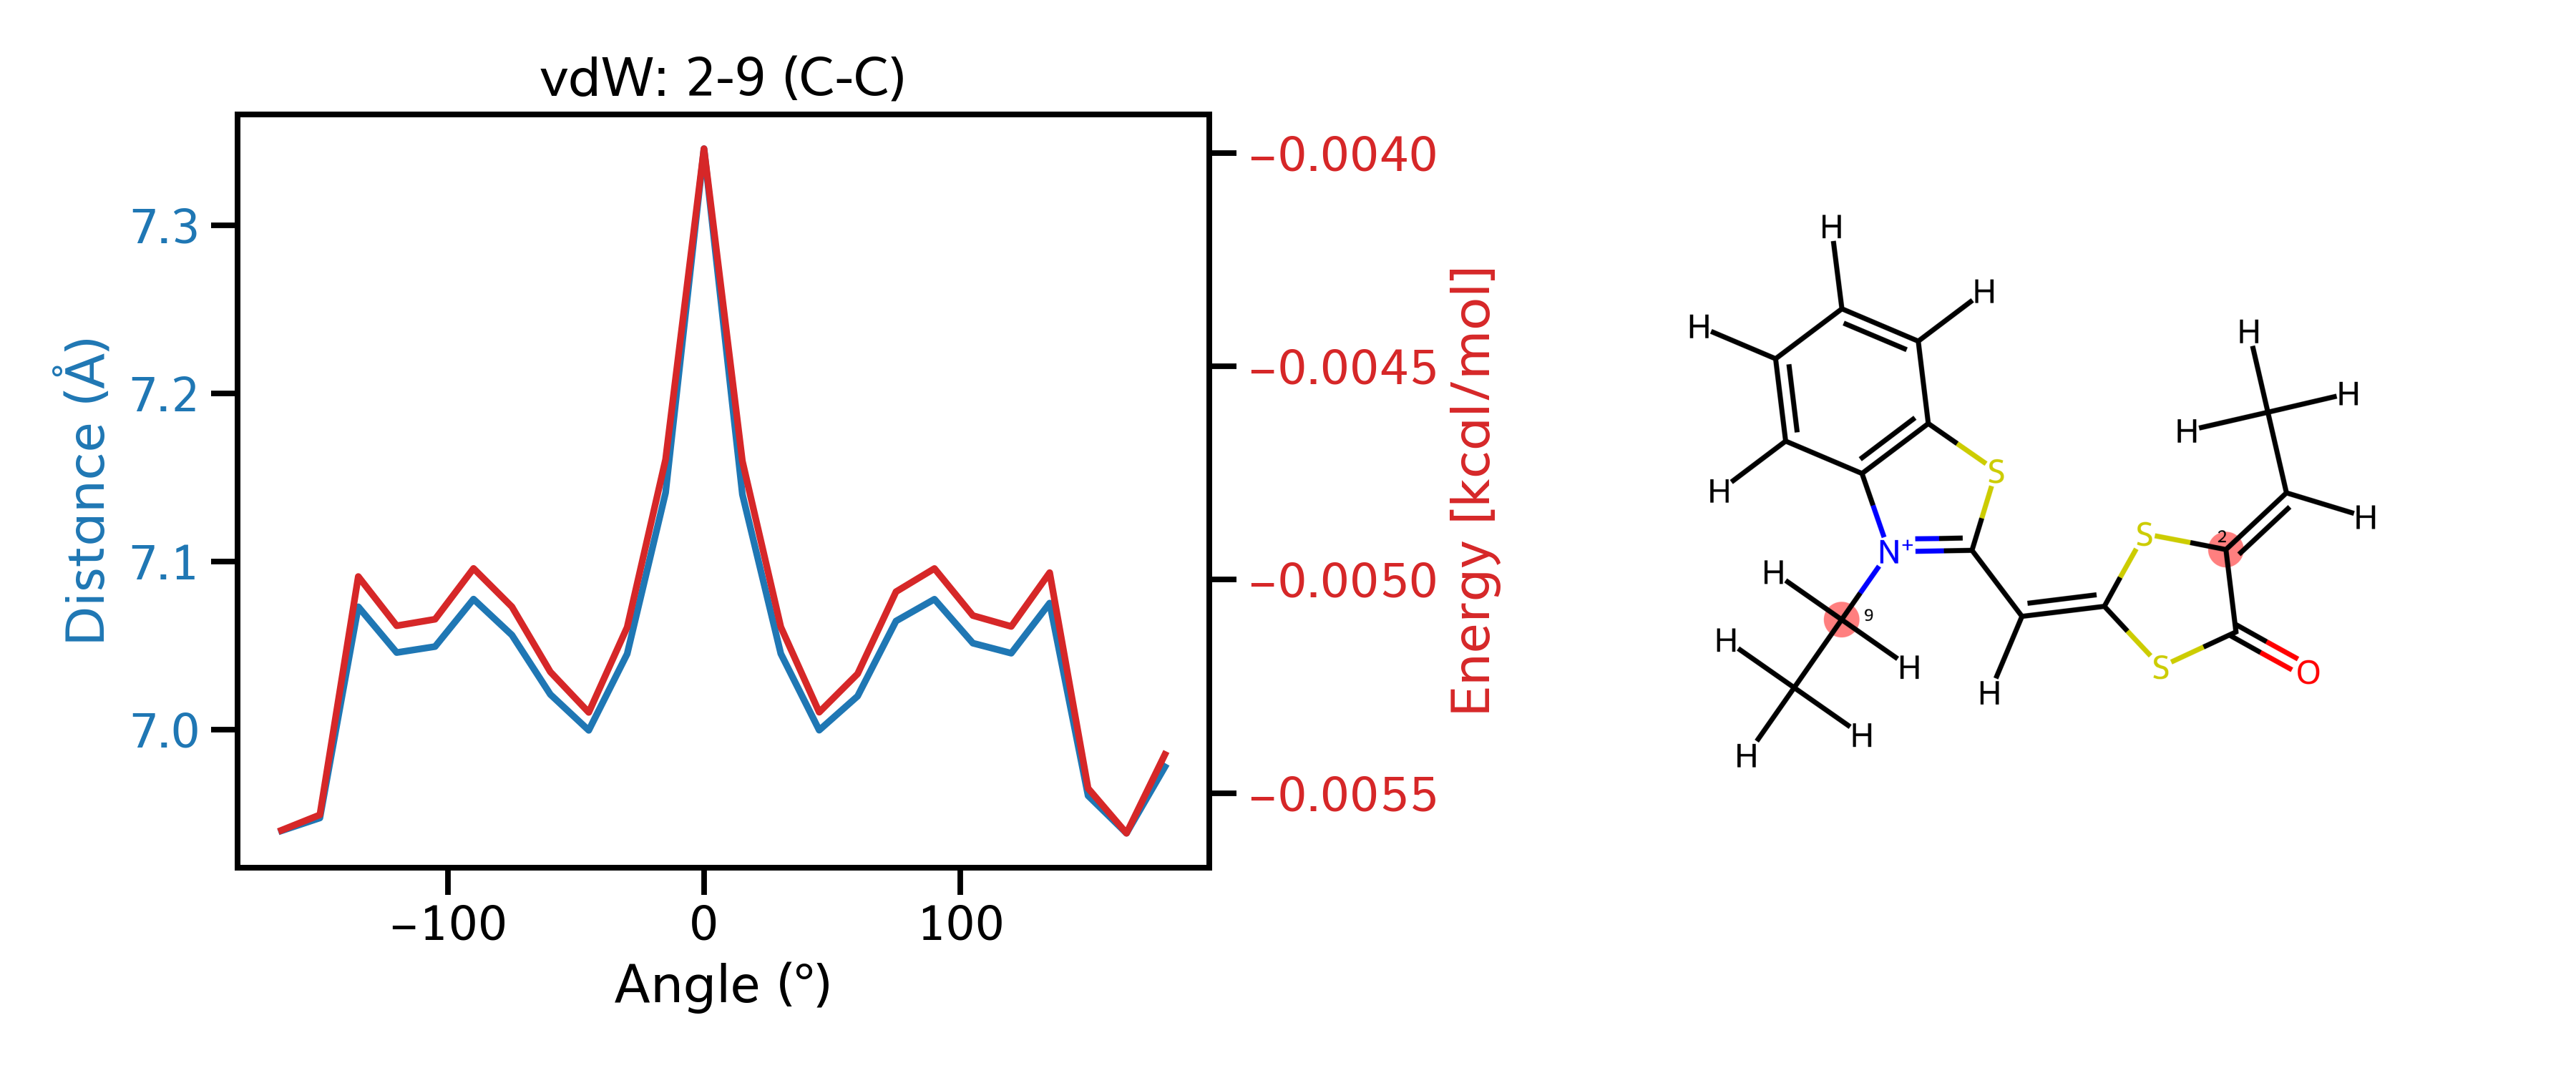 vdW: 2-9 (C-C)
7.3
7.2
7.1
7.0
Distance (Å)
−0.0040
−0.0045
−0.0050
−0.0055
Energy [kcal/mol]
−100
0
100
Angle (°)
H
H
H
H
H
S
H
H
H
S
2
N+
H
H
9
H
H
S
O
H
H
H